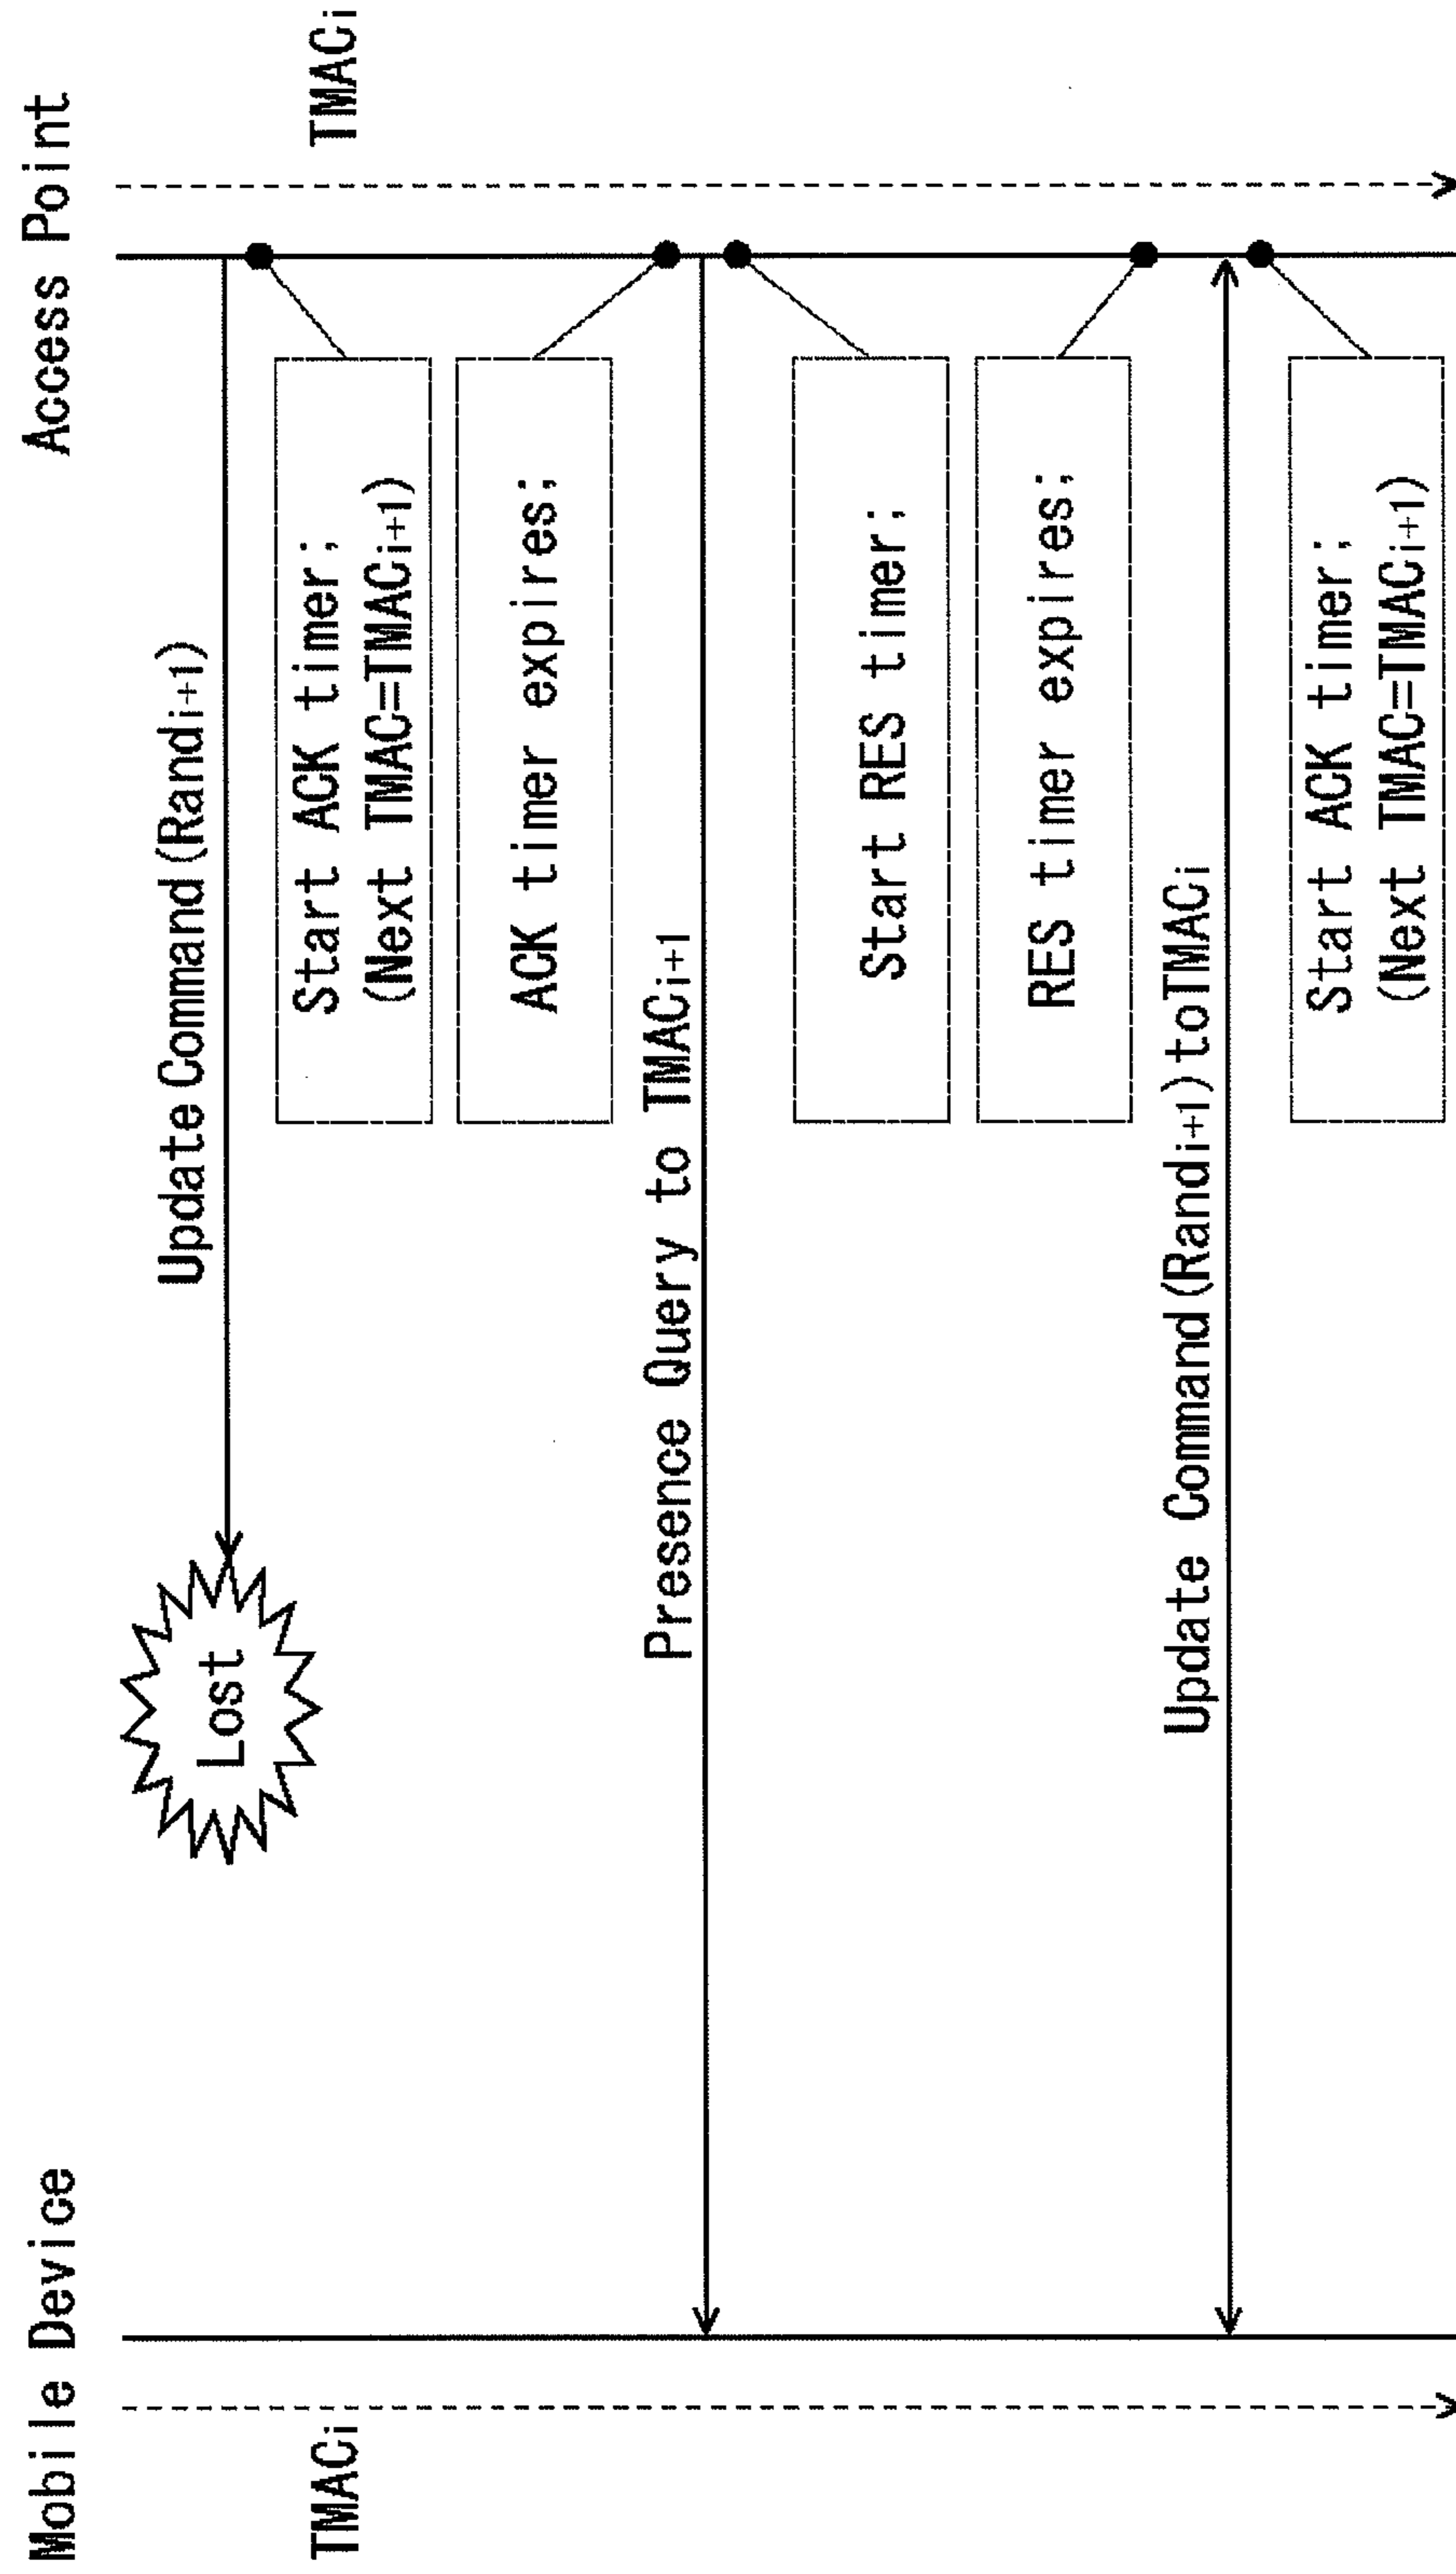 Mobile Device
Access Point
TMACi
TMACi
Lost
Update Command (Randi+1)
Start ACK timer;
(Next TMAC=TMACi+1)
ACK timer expires;
Presence Query to TMACi+1
Start RES timer;
RES timer expires;
Update Command (Randi+1) toTMACi
Start ACK timer;
(Next TMAC=TMACi+1)